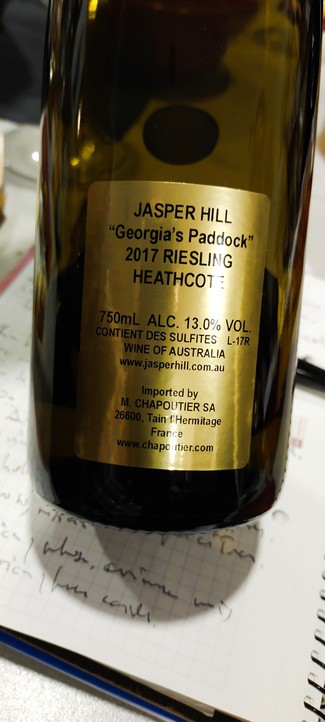 JASPER HILL
"Georgia's Paddock"
2017 RIESLING
HEATHCOTE
750mL ALC. 13.0% VOL.
CONTIENT DES SULFITES L-17R
WINE OF AUSTRALIA
www.jasperhill.com.au
Imported by
M. CHAPOUTIER SA
26600, Tain l'Hermitage
France
www.chapoutier.com